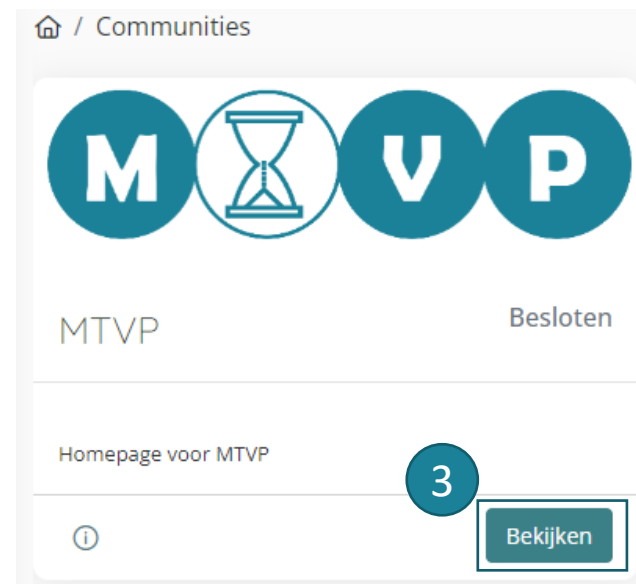 / Communities
M V P
MTVP Besloten
Homepage voor MTVP
3
Bekijken